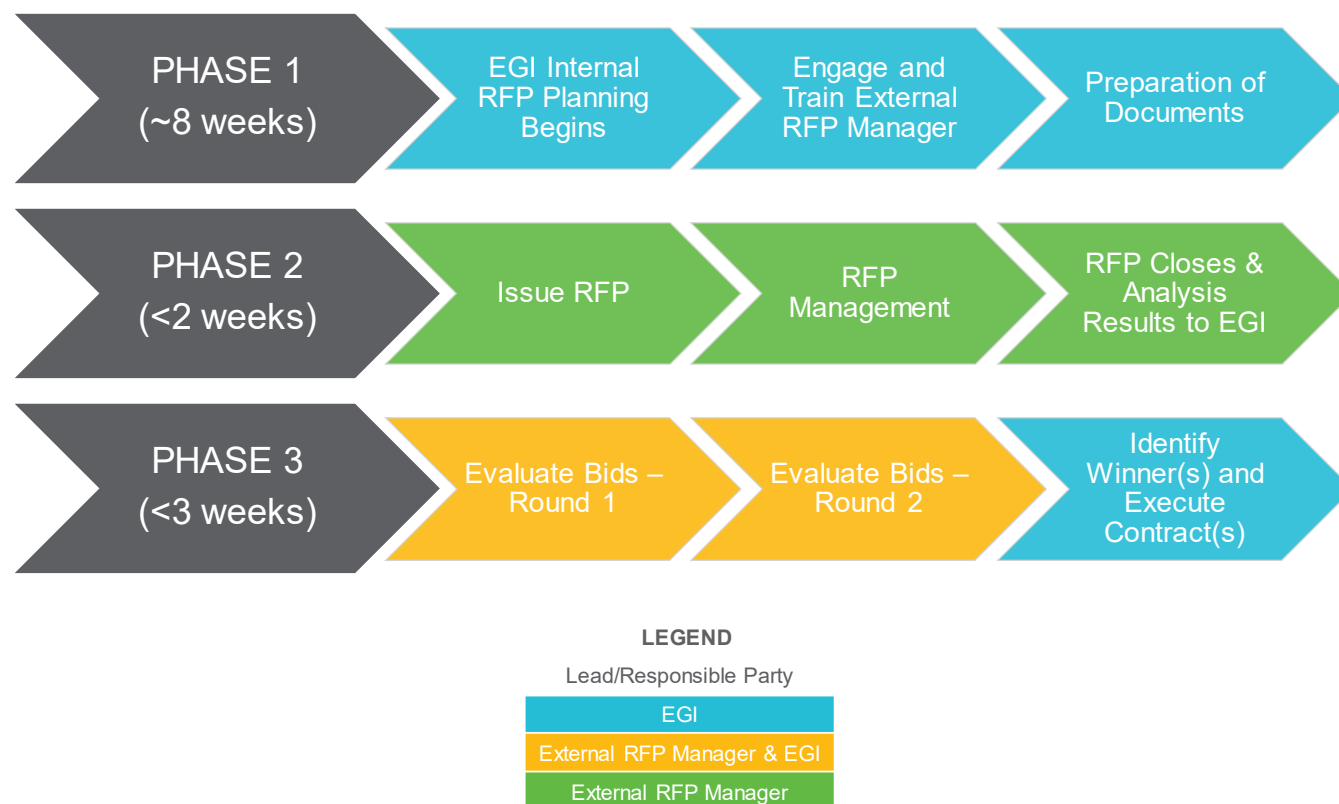 PHASE 1
(~8 weeks)
EGI Internal
RFP Planning
Begins
Engage and
Train External
RFP Manager
Preparation of
Documents
PHASE 2
(<2 weeks)
Issue RFP
RFP
Management
RFP Closes &
Analysis
Results to EGI
PHASE 3
(<3 weeks)
Evaluate Bids –
Round 1
Evaluate Bids –
Round 2
Identify
Winner(s) and
Execute
Contract(s)
LEGEND
Lead/Responsible Party
EGI
External RFP Manager & EGI
External RFP Manager